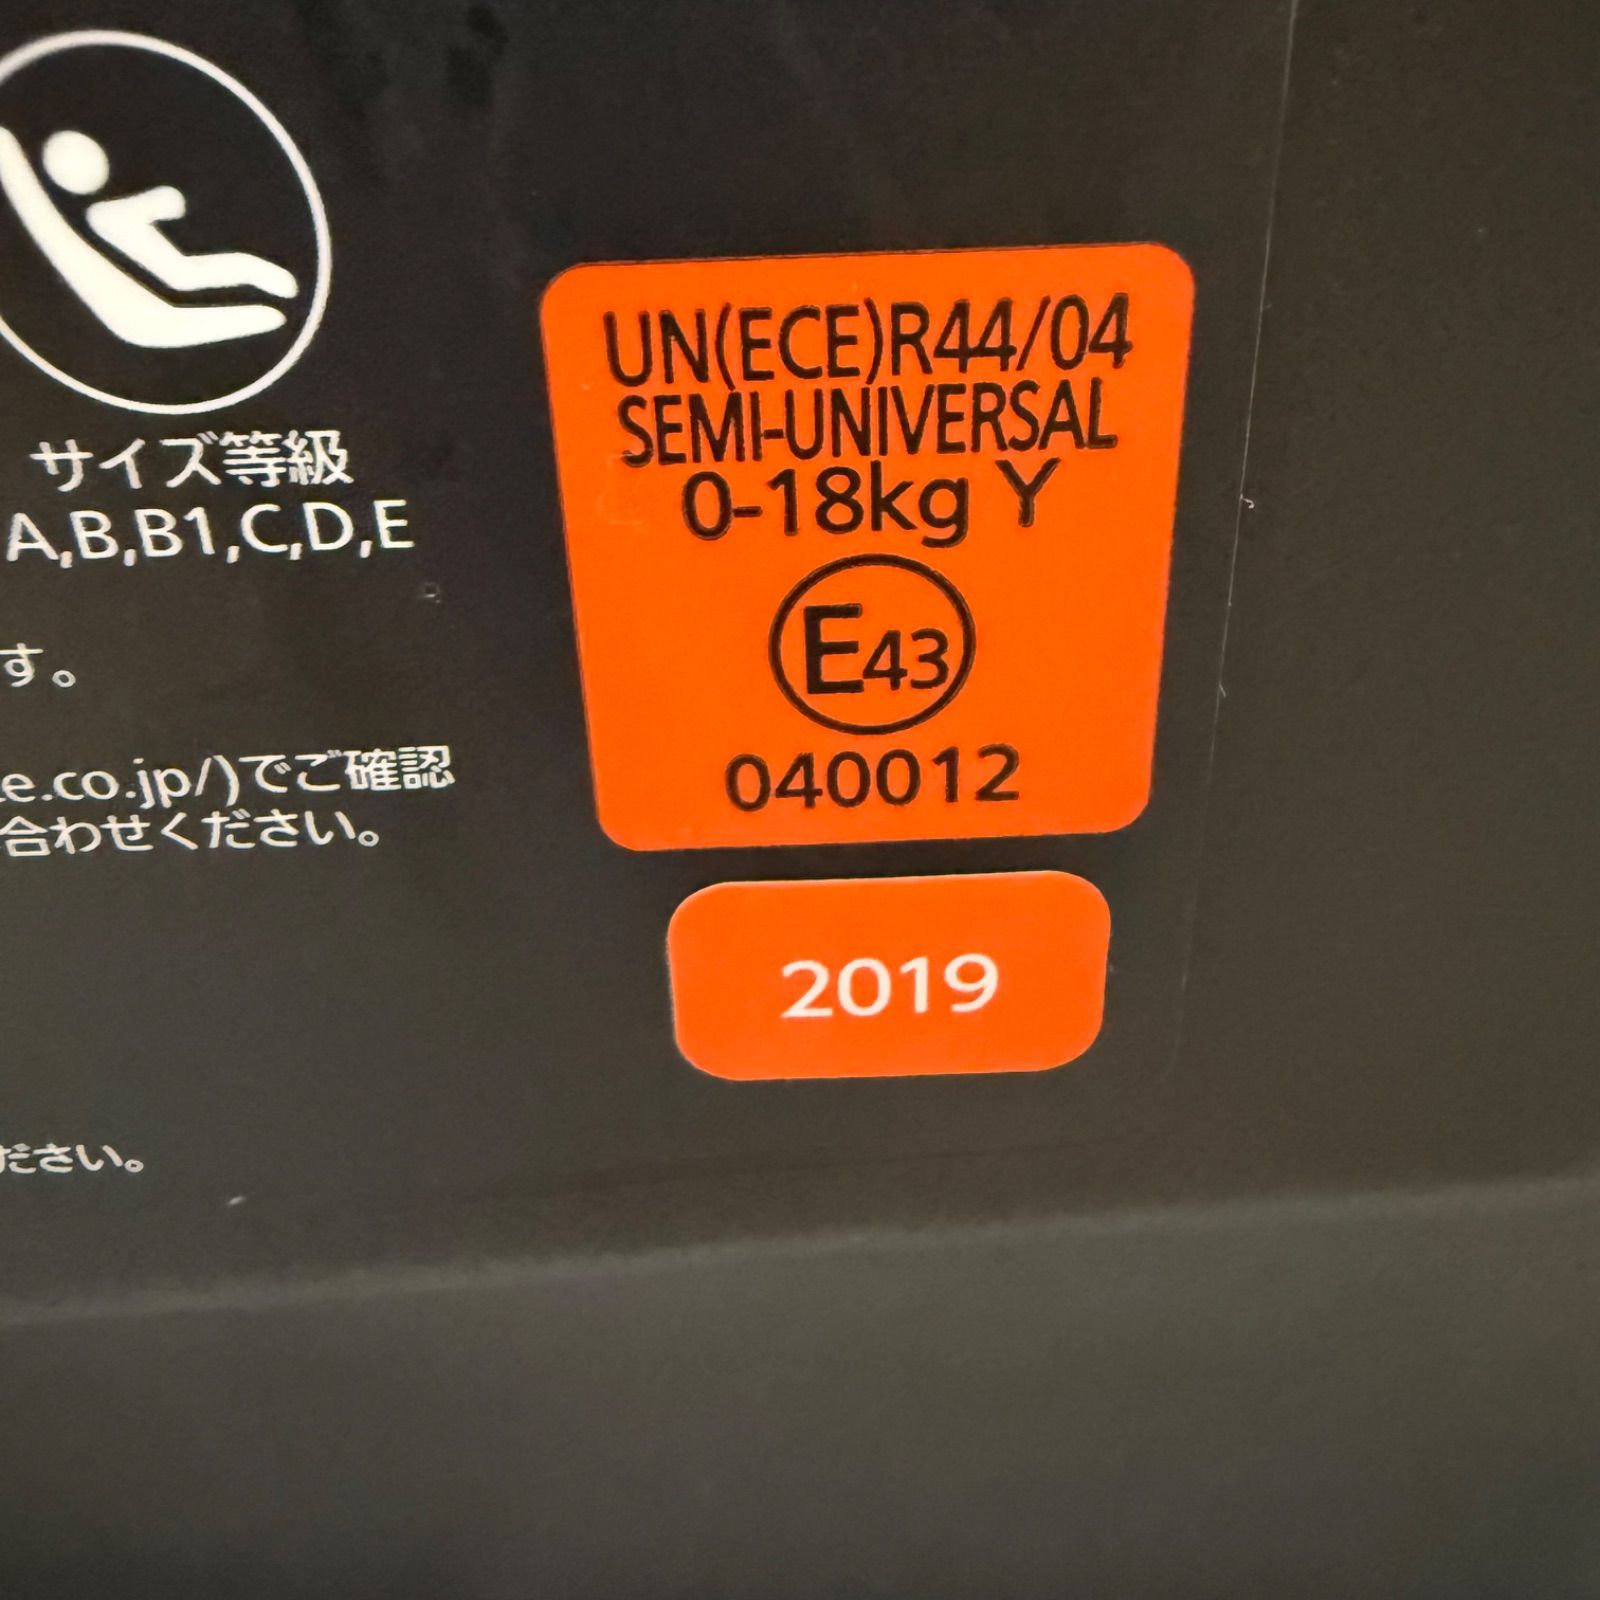 サイズ等級
A,B,B1,C,D,E
す。
e.co.jp/)でご確認
合わせください。
ださい。
UN(ECE)R44/04
SEMI-UNIVERSAL
0-18kg Y
E43
040012
2019